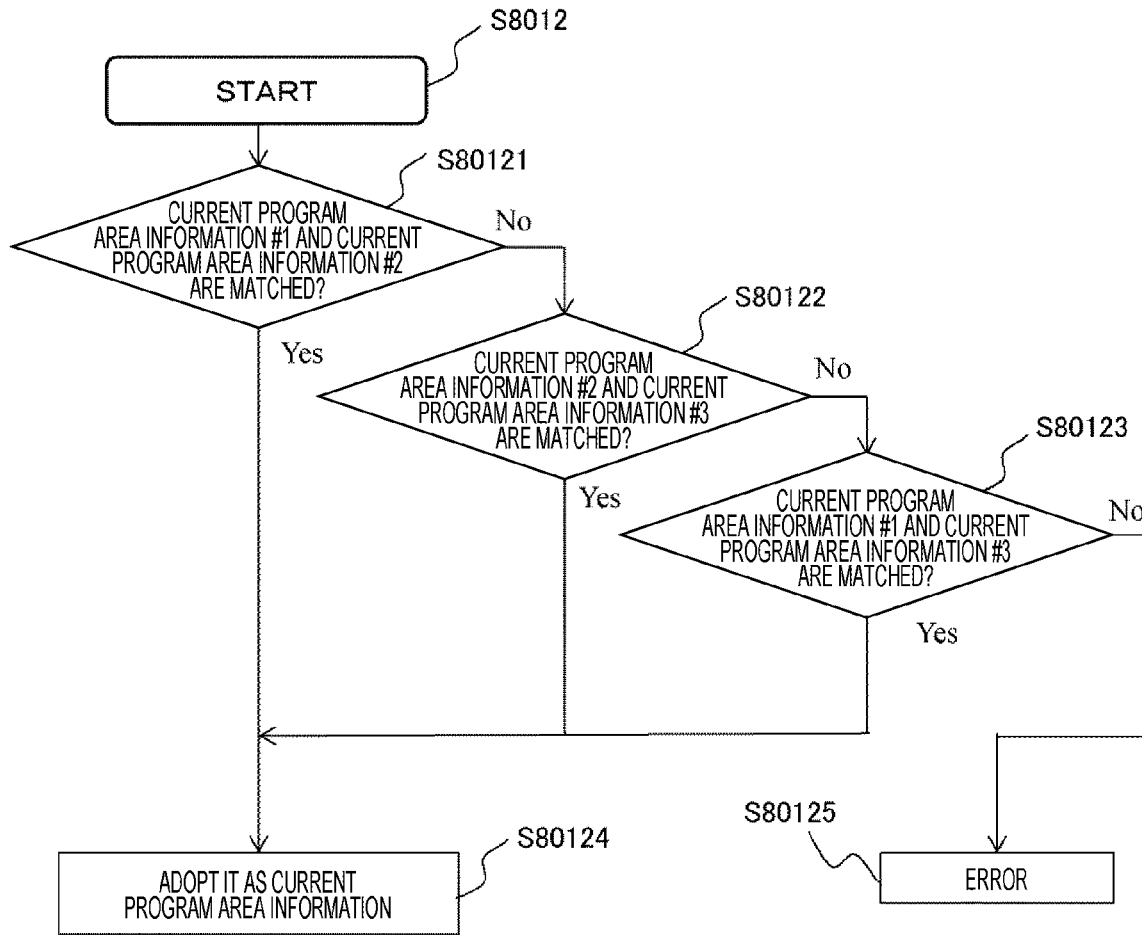 S8012
START
S80121
CURRENT PROGRAM
AREA INFORMATION #1 AND CURRENT
PROGRAM AREA INFORMATION #2
ARE MATCHED?
No
Yes
S80122
CURRENT PROGRAM
AREA INFORMATION #2 AND CURRENT
PROGRAM AREA INFORMATION #3
ARE MATCHED?
No
Yes
S80123
CURRENT PROGRAM
AREA INFORMATION #1 AND CURRENT
PROGRAM AREA INFORMATION #3
ARE MATCHED?
No
Yes
S80124
ADOPT IT AS CURRENT
PROGRAM AREA INFORMATION
S80125
ERROR